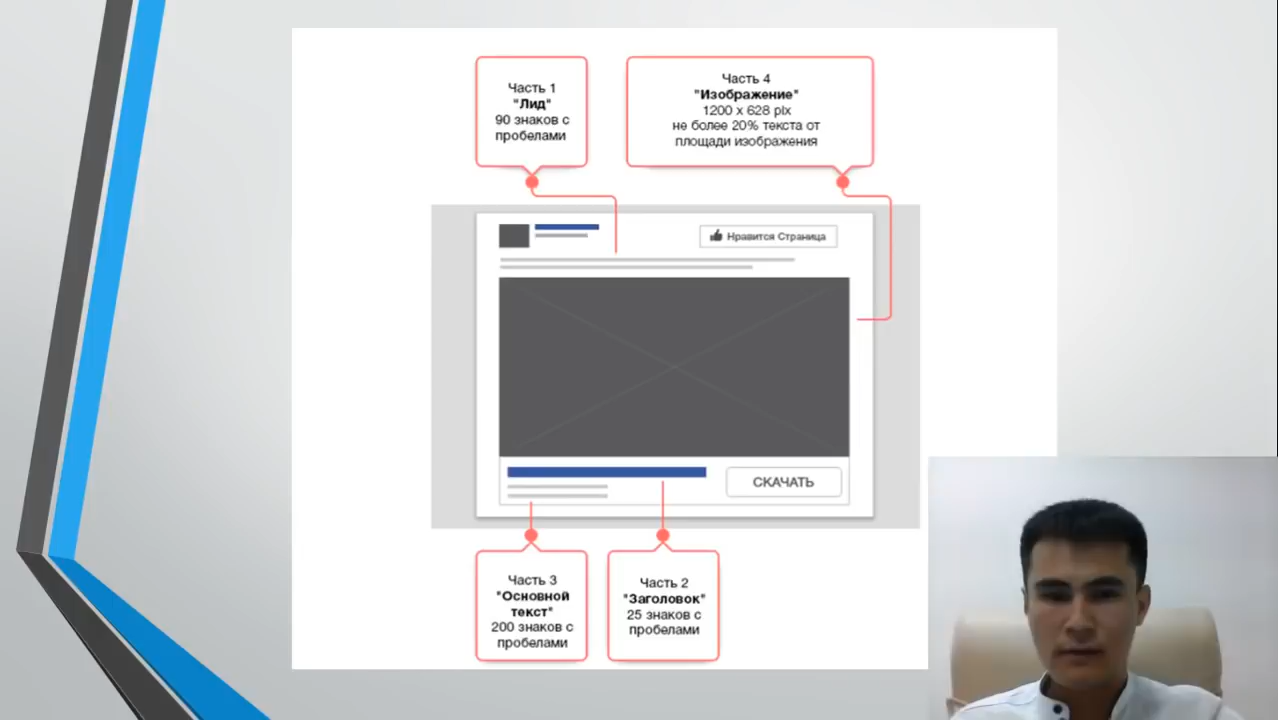 Часть 1
"Лид"
90 знаков с
пробелами
Часть 4
"Изображение"
1200 x 628 pix
не более 20% текста от
площади изображения
Нравится Страница
СКАЧАТЬ
Часть 3
"Основной
текст"
200 знаков с
пробелами
Часть 2
"Заголовок"
25 знаков с
пробелами